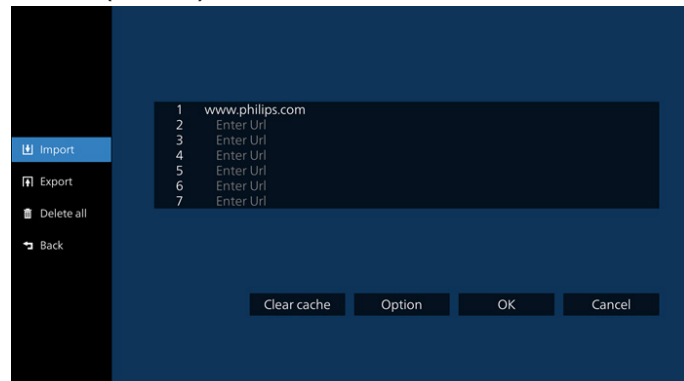 1 www.philips.com
2 Enter Url
3 Enter Url
4 Enter Url
5 Enter Url
6 Enter Url
7 Enter Url
Import
Export
Delete all
Back
Clear cache Option OK Cancel